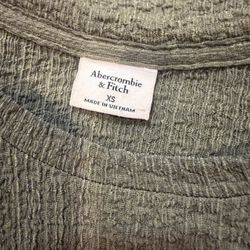 Abercrombie
& Fitch
XS
MADE IN VIETNAM